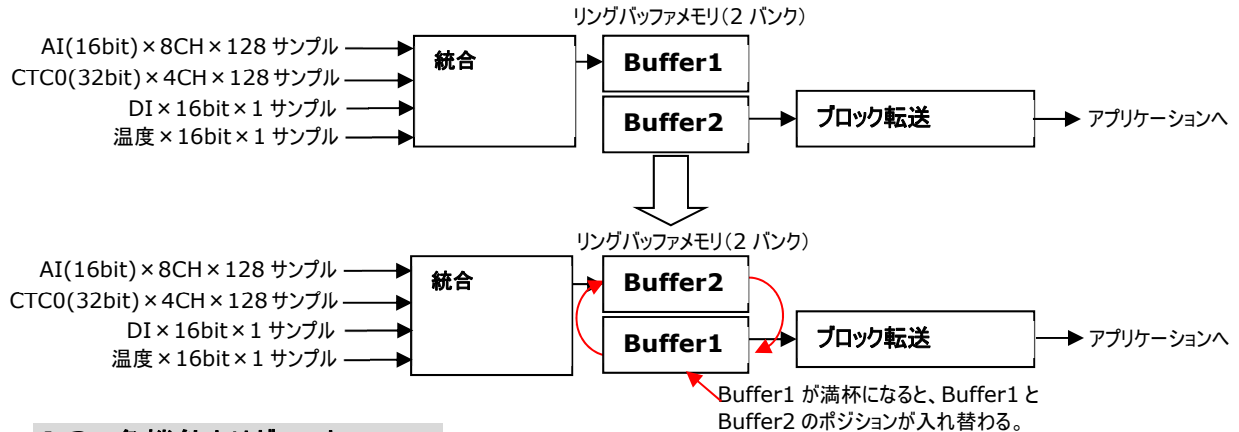 リングバッファメモリ(2 バンク)
AI(16bit)×8CH×128 サンプル
CTC0(32bit)×4CH×128 サンプル
DI×16bit×1 サンプル
温度×16bit×1 サンプル
統合
Buffer1
Buffer2
ブロック転送
アプリケーションへ
リングバッファメモリ(2 バンク)
AI(16bit)×8CH×128 サンプル
CTC0(32bit)×4CH×128 サンプル
DI×16bit×1 サンプル
温度×16bit×1 サンプル
統合
Buffer2
Buffer1
ブロック転送
アプリケーションへ
Buffer1 が満杯になると、Buffer1 と
Buffer2 のポジションが入れ替わる。